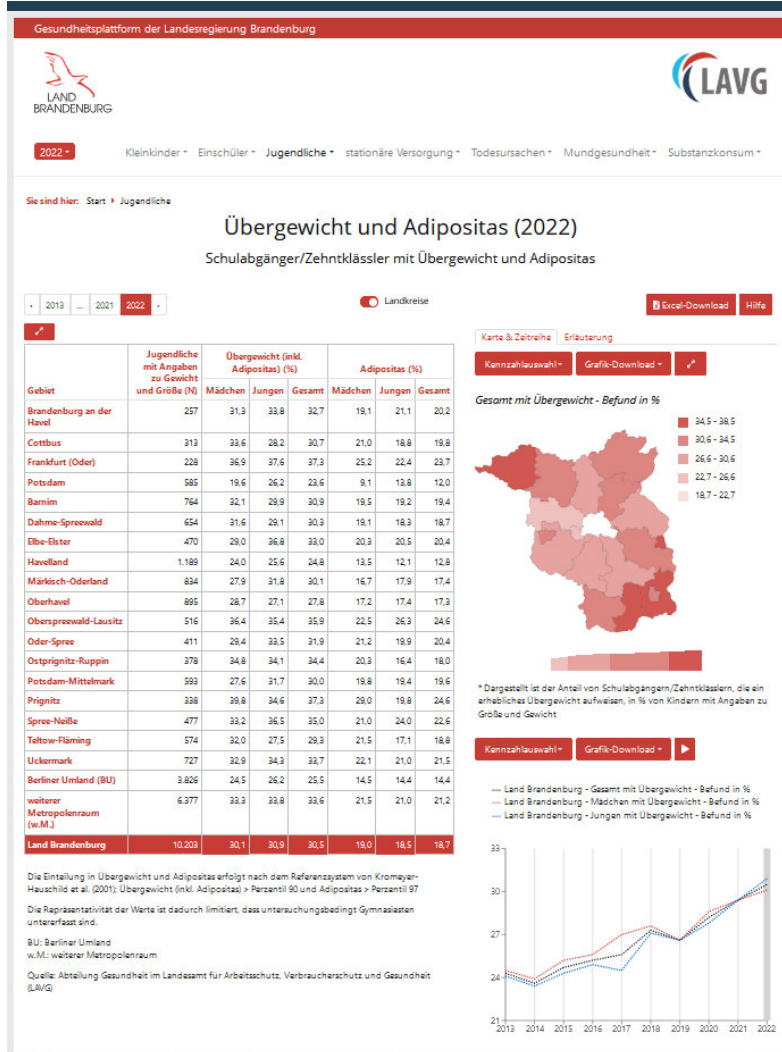 Gesundheitsplattform der Landesregierung Brandenburg
LAND
BRANDENBURG
LAVG
2022
Kleinkinder Einschüler Jugendliche stationäre Versorgung Todesursachen Mundgesundheit Substanzkonsum
Sie sind hier: Start Jugendliche
Übergewicht und Adipositas (2022)
Schulabgänger/Zehntklässler mit Übergewicht und Adipositas
2013 ... 2021 2022
Landkreise
Excel-Download Hilfe
Gebiet Jugendliche mit Angaben zu Gewicht und Größe (N) Übergewicht (inkl. Adipositas) (%) Adipositas (%)
Mädchen Jungen Gesamt Mädchen Jungen Gesamt
Brandenburg an der Havel 257 31,3 33,8 32,7 19,1 21,1 20,2
Cottbus 313 33,6 28,2 30,7 21,0 18,8 19,8
Frankfurt (Oder) 228 36,9 37,6 37,3 25,2 22,4 23,7
Potsdam 585 19,6 26,2 23,6 9,1 13,8 12,0
Barnim 764 32,1 29,9 30,9 19,5 19,2 19,4
Dahme-Spreewald 654 31,6 29,1 30,3 19,1 18,3 18,7
Elbe-Elster 470 29,0 36,8 33,0 20,3 20,5 20,4
Havelland 1.189 24,0 25,6 24,8 13,5 12,1 12,8
Märkisch-Oderland 834 27,9 31,8 30,1 16,7 17,9 17,4
Oberhavel 895 28,7 27,1 27,8 17,2 17,4 17,3
Oberspreewald-Lausitz 516 36,4 35,4 35,9 22,5 26,3 24,6
Oder-Spree 411 29,4 33,5 31,9 21,2 19,9 20,4
Ostprignitz-Ruppin 378 34,8 34,1 34,4 20,3 16,4 18,0
Potsdam-Mittelmark 593 27,6 31,7 30,0 19,8 19,4 19,6
Prignitz 338 39,8 34,6 37,3 29,0 19,8 24,6
Spree-Neiße 477 33,2 36,5 35,0 21,0 24,0 22,6
Teltow-Fläming 574 32,0 27,5 29,3 21,5 17,1 18,8
Uckermark 727 32,9 34,3 33,7 22,1 21,0 21,5
Berliner Umland (BU) 3.826 24,5 26,2 25,5 14,5 14,4 14,4
weiterer Metropolenraum (w.M.) 6.377 33,3 33,8 33,6 21,5 21,0 21,2
Land Brandenburg 10.203 30,1 30,9 30,5 19,0 18,5 18,7
Die Einteilung in Übergewicht und Adipositas erfolgt nach dem Referenzsystem von Kromeyer-
Hauschild et al. (2001); Übergewicht (inkl. Adipositas) > Perzentil 90 und Adipositas > Perzentil 97
Die Repräsentativität der Werte ist dadurch limitiert, dass untersuchungsbedingt Gymnasiasten
untererfasst sind.
BU: Berliner Umland
w.M.: weiterer Metropolenraum
Quelle: Abteilung Gesundheit im Landesamt für Arbeitsschutz, Verbraucherschutz und Gesundheit
(LAVG)
Karte & Zeitreihe Erläuterung
Kennzahlauswahl Grafik-Download
Gesamt mit Übergewicht - Befund in %
34,5 - 38,5
30,6 - 34,5
26,6 - 30,6
22,7 - 26,6
18,7 - 22,7
* Dargestellt ist der Anteil von Schulabgängern/Zehntklässlern, die ein
erhebliches Übergewicht aufweisen, in % von Kindern mit Angaben zu
Größe und Gewicht
Kennzahlauswahl Grafik-Download
Land Brandenburg - Gesamt mit Übergewicht - Befund in %
Land Brandenburg - Mädchen mit Übergewicht - Befund in %
Land Brandenburg - Jungen mit Übergewicht - Befund in %
33
30
27
24
21
2013 2014 2015 2016 2017 2018 2019 2020 2021 2022